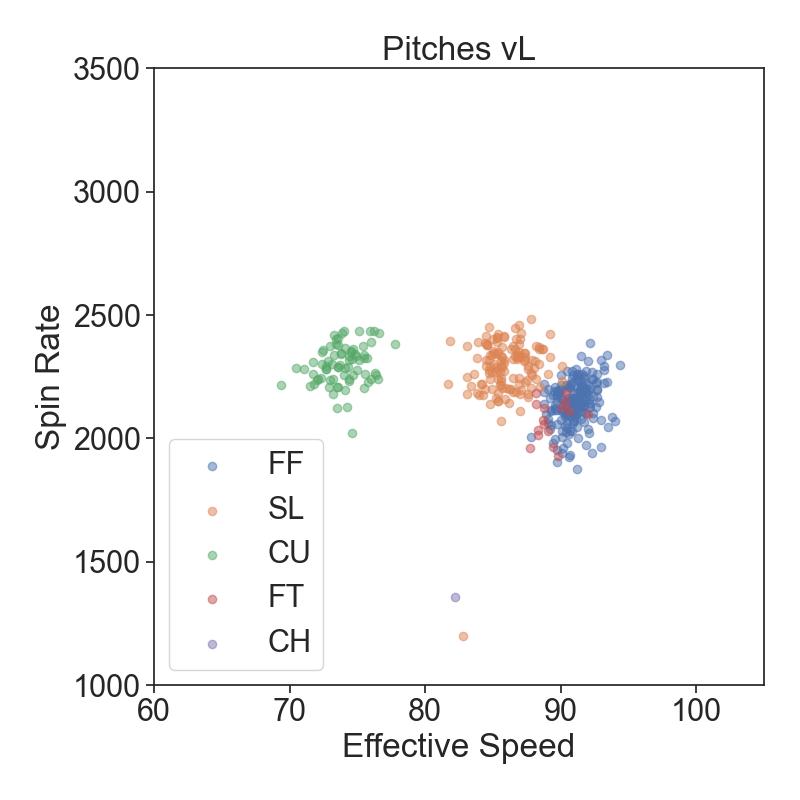 Pitches vL
3500
3000
2500
2000
1500
1000
Spin Rate
FF
SL
CU
FT
CH
60 70 80 90 100
Effective Speed